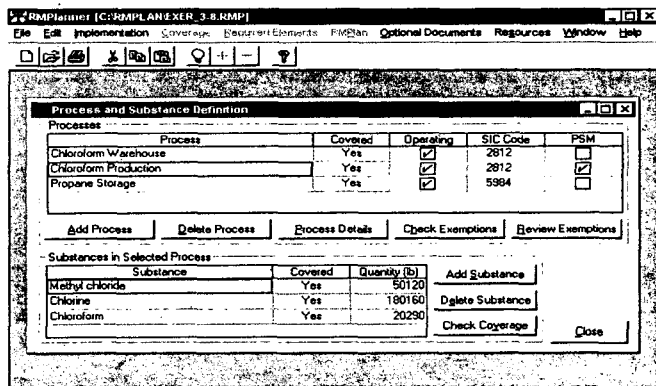 RMPlanner [C:\RMPLAN\EXER_3-8.RMP]
File Edit Implementation Coverage Required Elements RMPlan Optional Documents Resources Window Help
Process and Substance Definition
Processes
Process Covered Operating SIC Code PSM
Chloroform Warehouse Yes 2812
Chloroform Production Yes 2812
Propane Storage Yes 5984
Add Process Delete Process Process Details Check Exemptions Review Exemptions
Substances in Selected Process
Substance Covered Quantity (lb)
Methyl chloride Yes 50120
Chlorine Yes 180160
Chloroform Yes 20290
Add Substance
Delete Substance
Check Coverage
Close